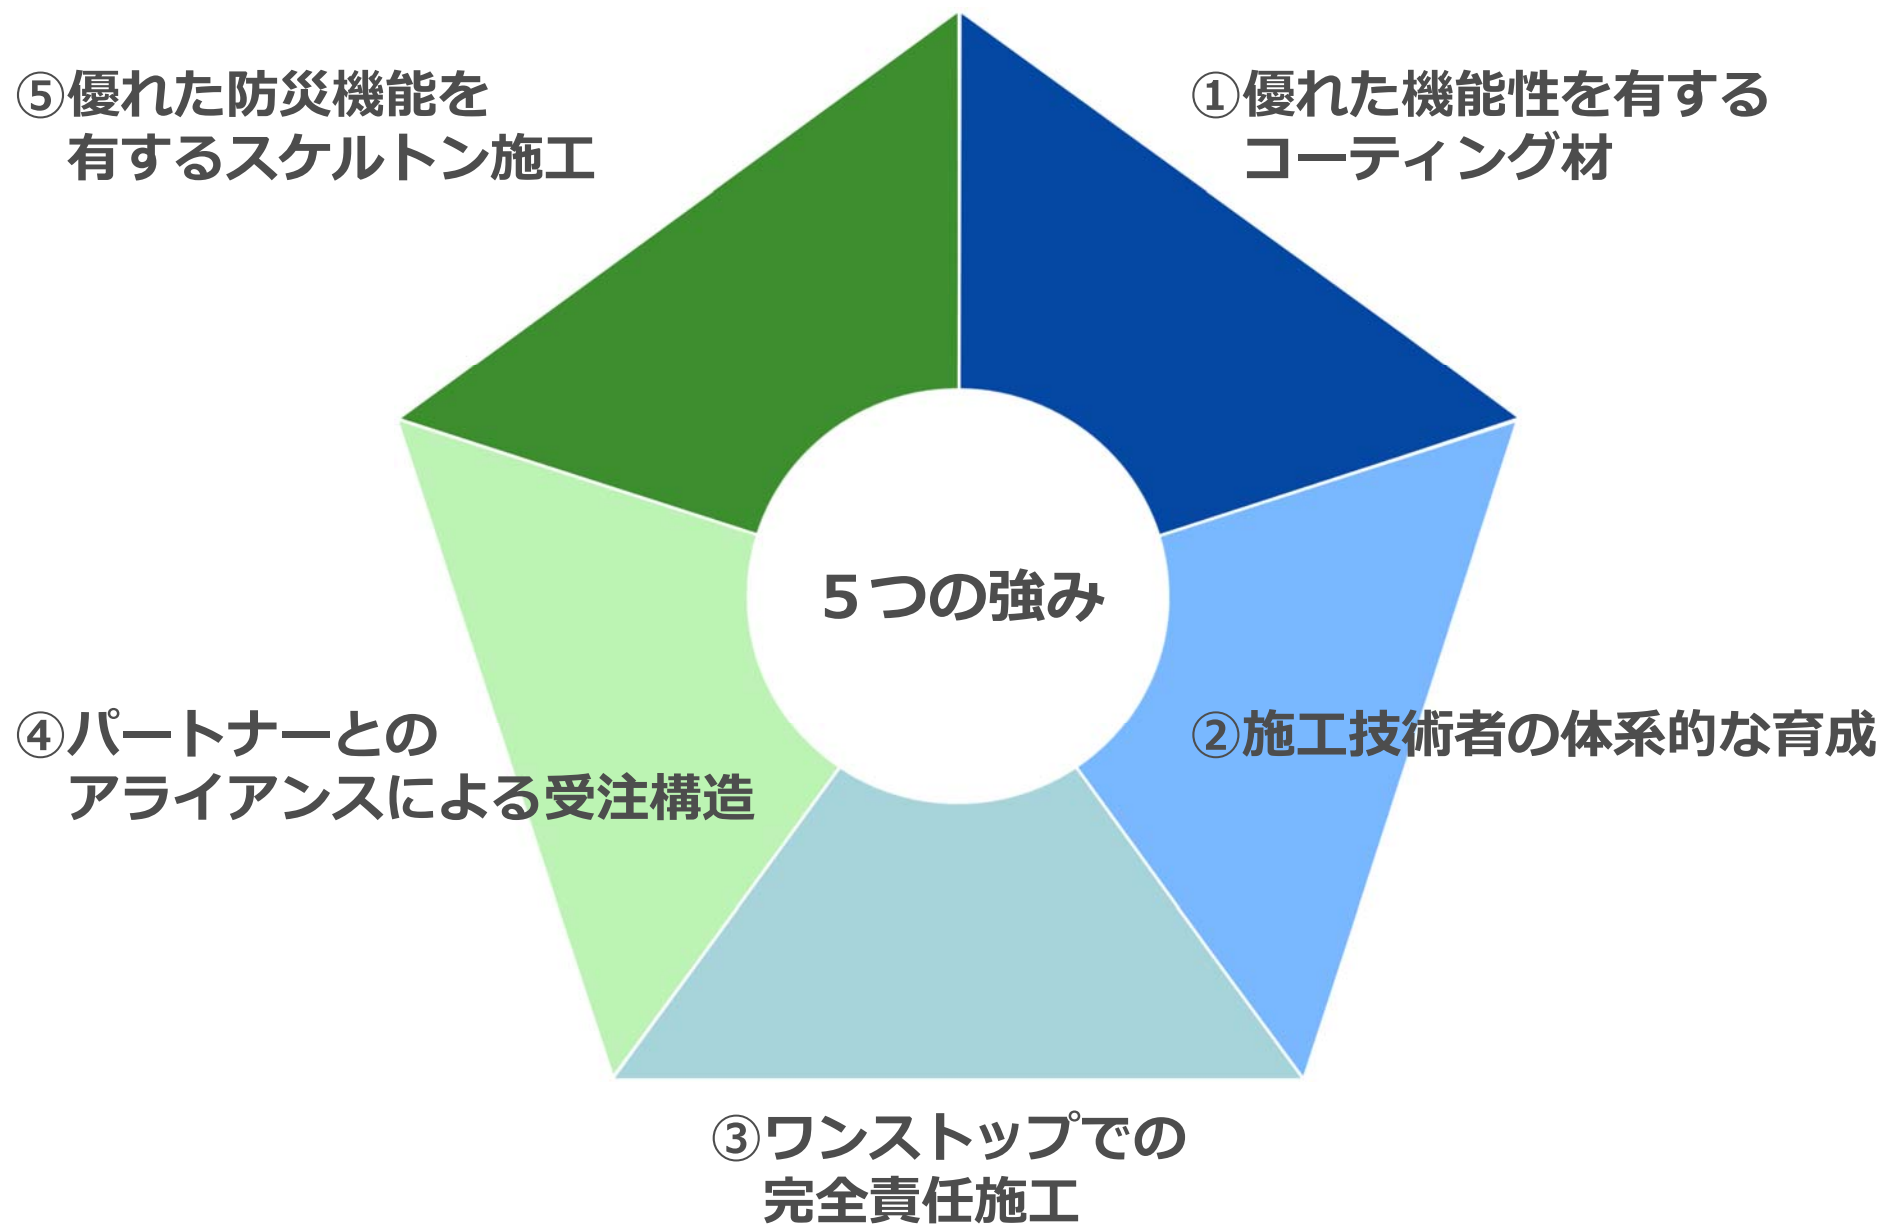 ５つの強み
①優れた機能性を有する
コーティング材
②施工技術者の体系的な育成
③ワンストップでの
完全責任施工
④パートナーとの
アライアンスによる受注構造
⑤優れた防災機能を
有するスケルトン施工